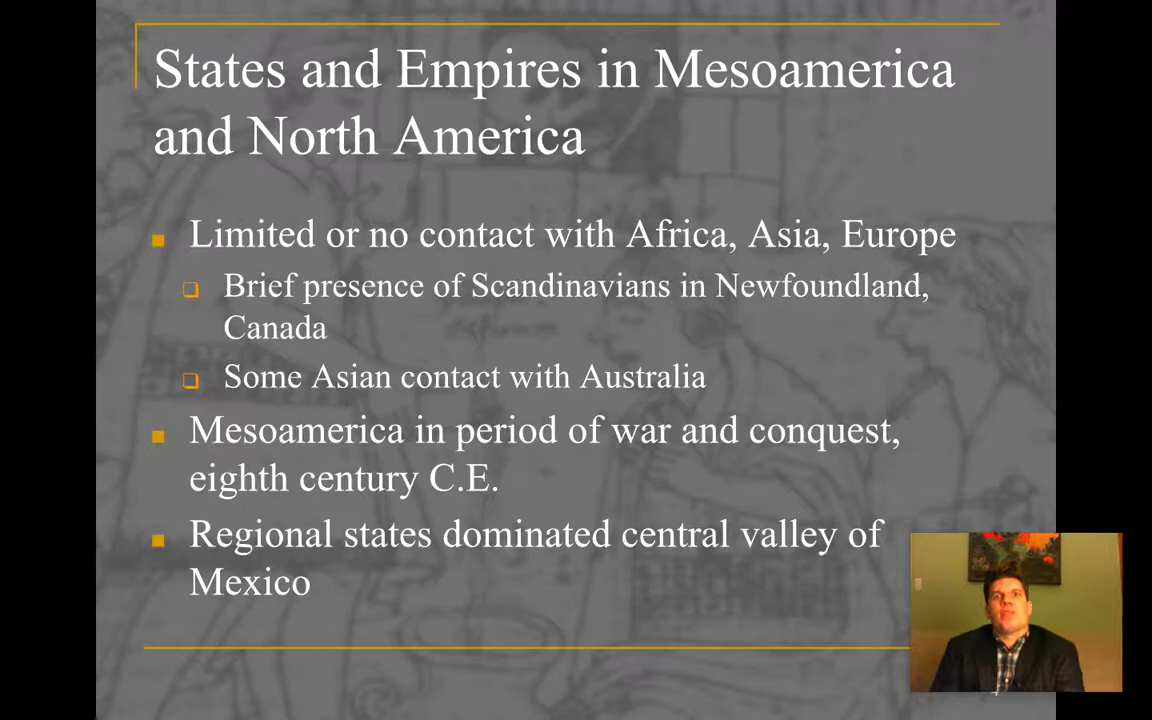 States and Empires in Mesoamerica
and North America
Limited or no contact with Africa, Asia, Europe
Brief presence of Scandinavians in Newfoundland,
Canada
Some Asian contact with Australia
Mesoamerica in period of war and conquest,
eighth century C.E.
Regional states dominated central valley of
Mexico